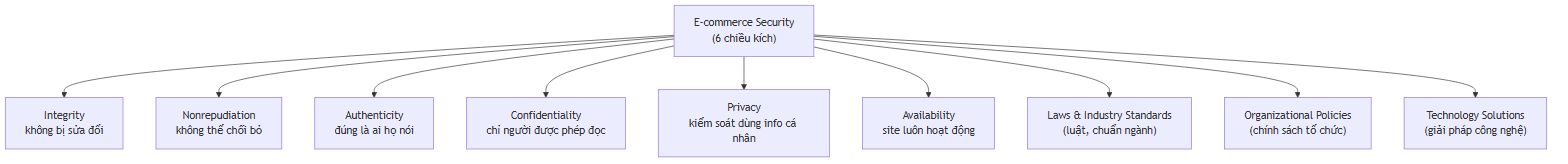 E-commerce Security
(6 chiều kích)
Integrity
không bị sửa đổi
Nonrepudiation
không thể chối bỏ
Authenticity
đúng là ai họ nói
Confidentiality
chỉ người được phép đọc
Privacy
kiểm soát dùng info cá
nhân
Availability
site luôn hoạt động
Laws & Industry Standards
(luật, chuẩn ngành)
Organizational Policies
(chính sách tổ chức)
Technology Solutions
(giải pháp công nghệ)